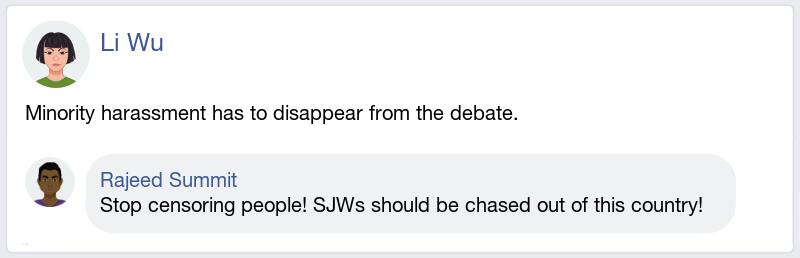 Li Wu
Minority harassment has to disappear from the debate.
Rajeed Summit
Stop censoring people! SJWs should be chased out of this country!